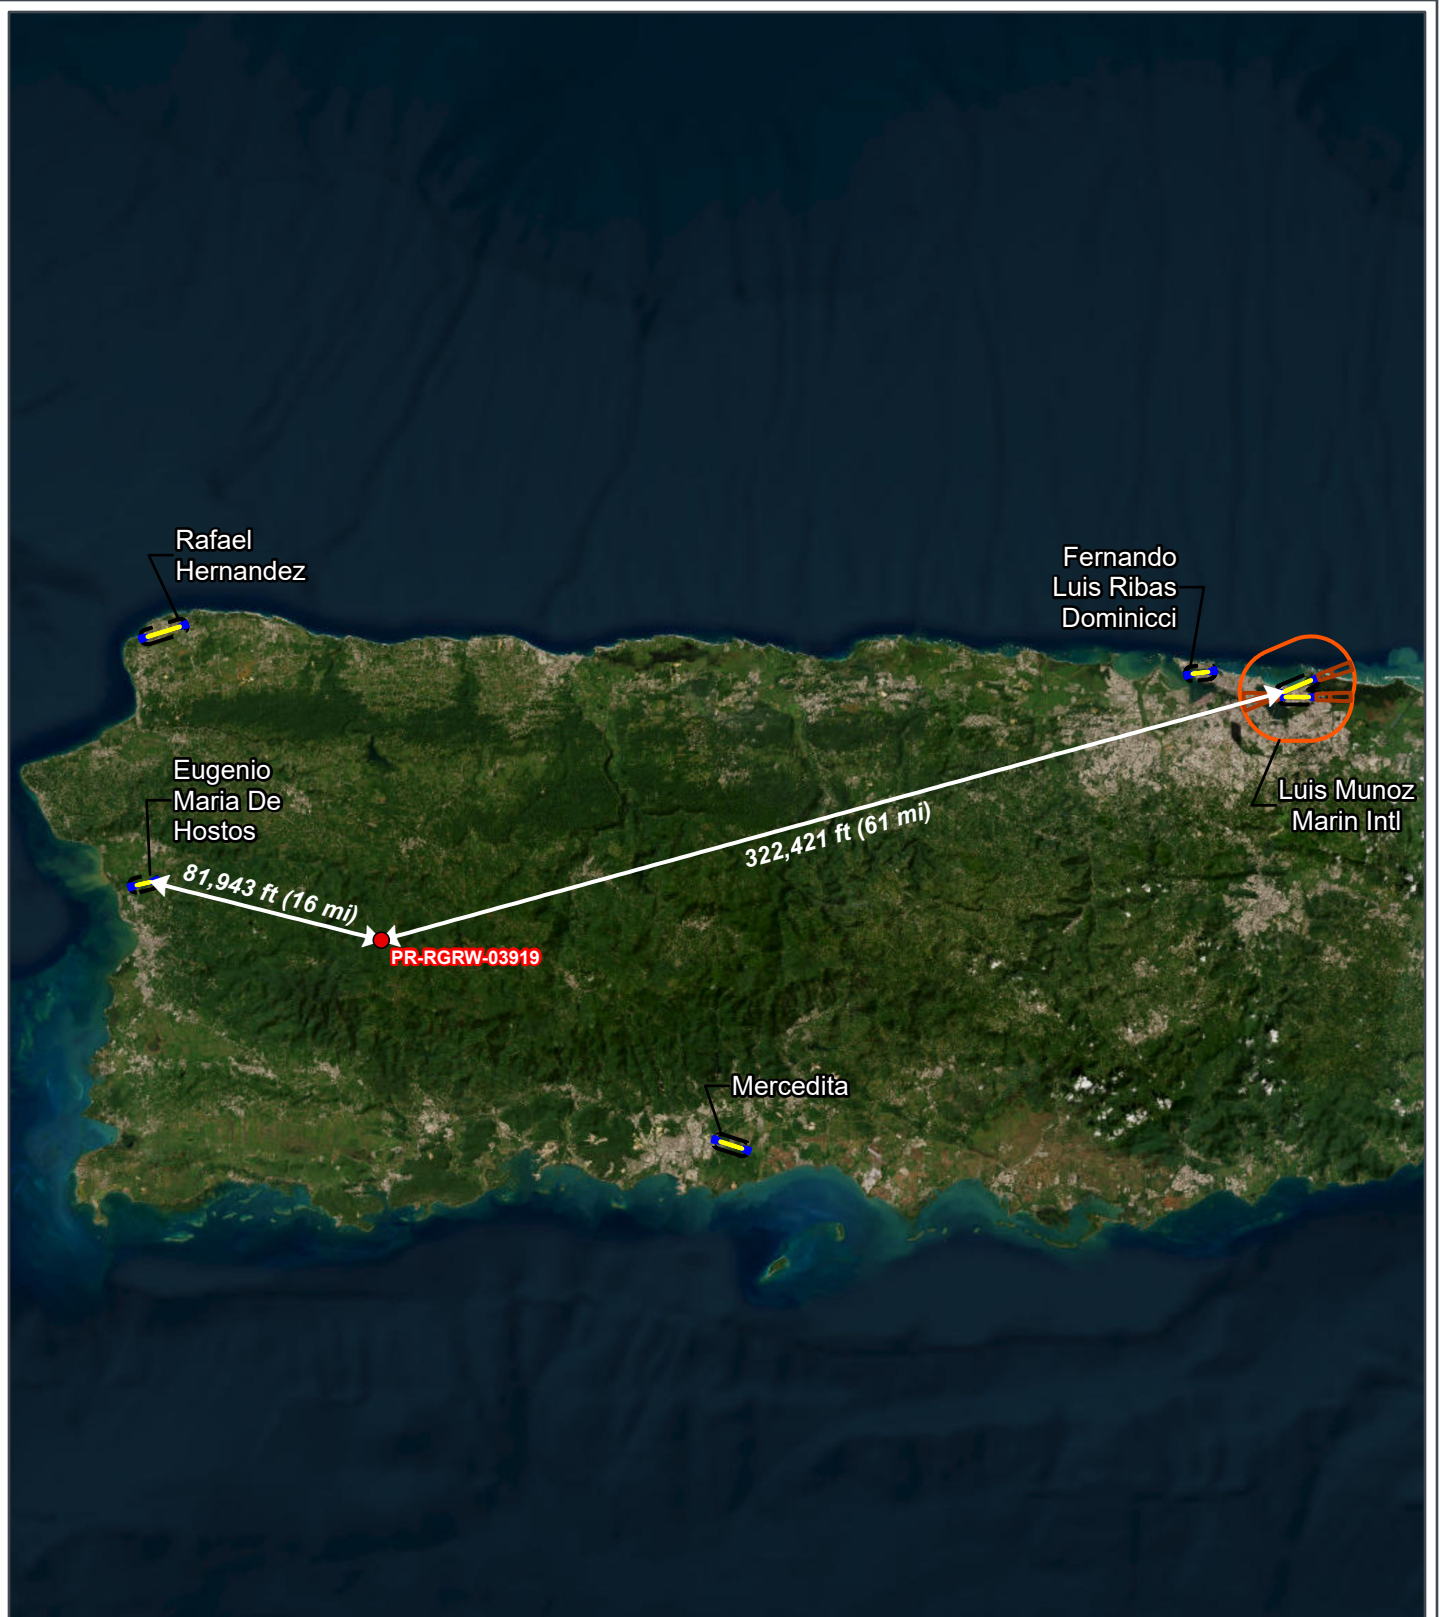 Rafael
Hernandez
Fernando
Luis Ribas
Dominicci
Eugenio
Maria De
Hostos
Luis Munoz
Marin Intl
322,421 ft (61 mi)
81,943 ft (16 mi)
PR-RGRW-03919
Mercedita